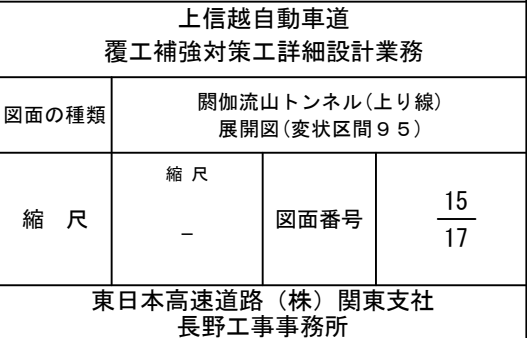 上信越自動車道
覆工補強対策工詳細設計業務
図面の種類
閼伽流山トンネル(上り線)
展開図(変状区間９５)
縮 尺
縮 尺
－
図面番号
15
17
東日本高速道路（株）関東支社
長野工事事務所